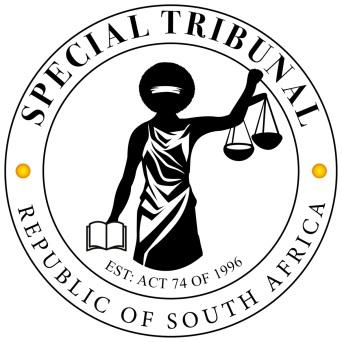 SPECIAL TRIBUNAL
EST: ACT 74 OF 1996
REPUBLIC OF SOUTH AFRICA